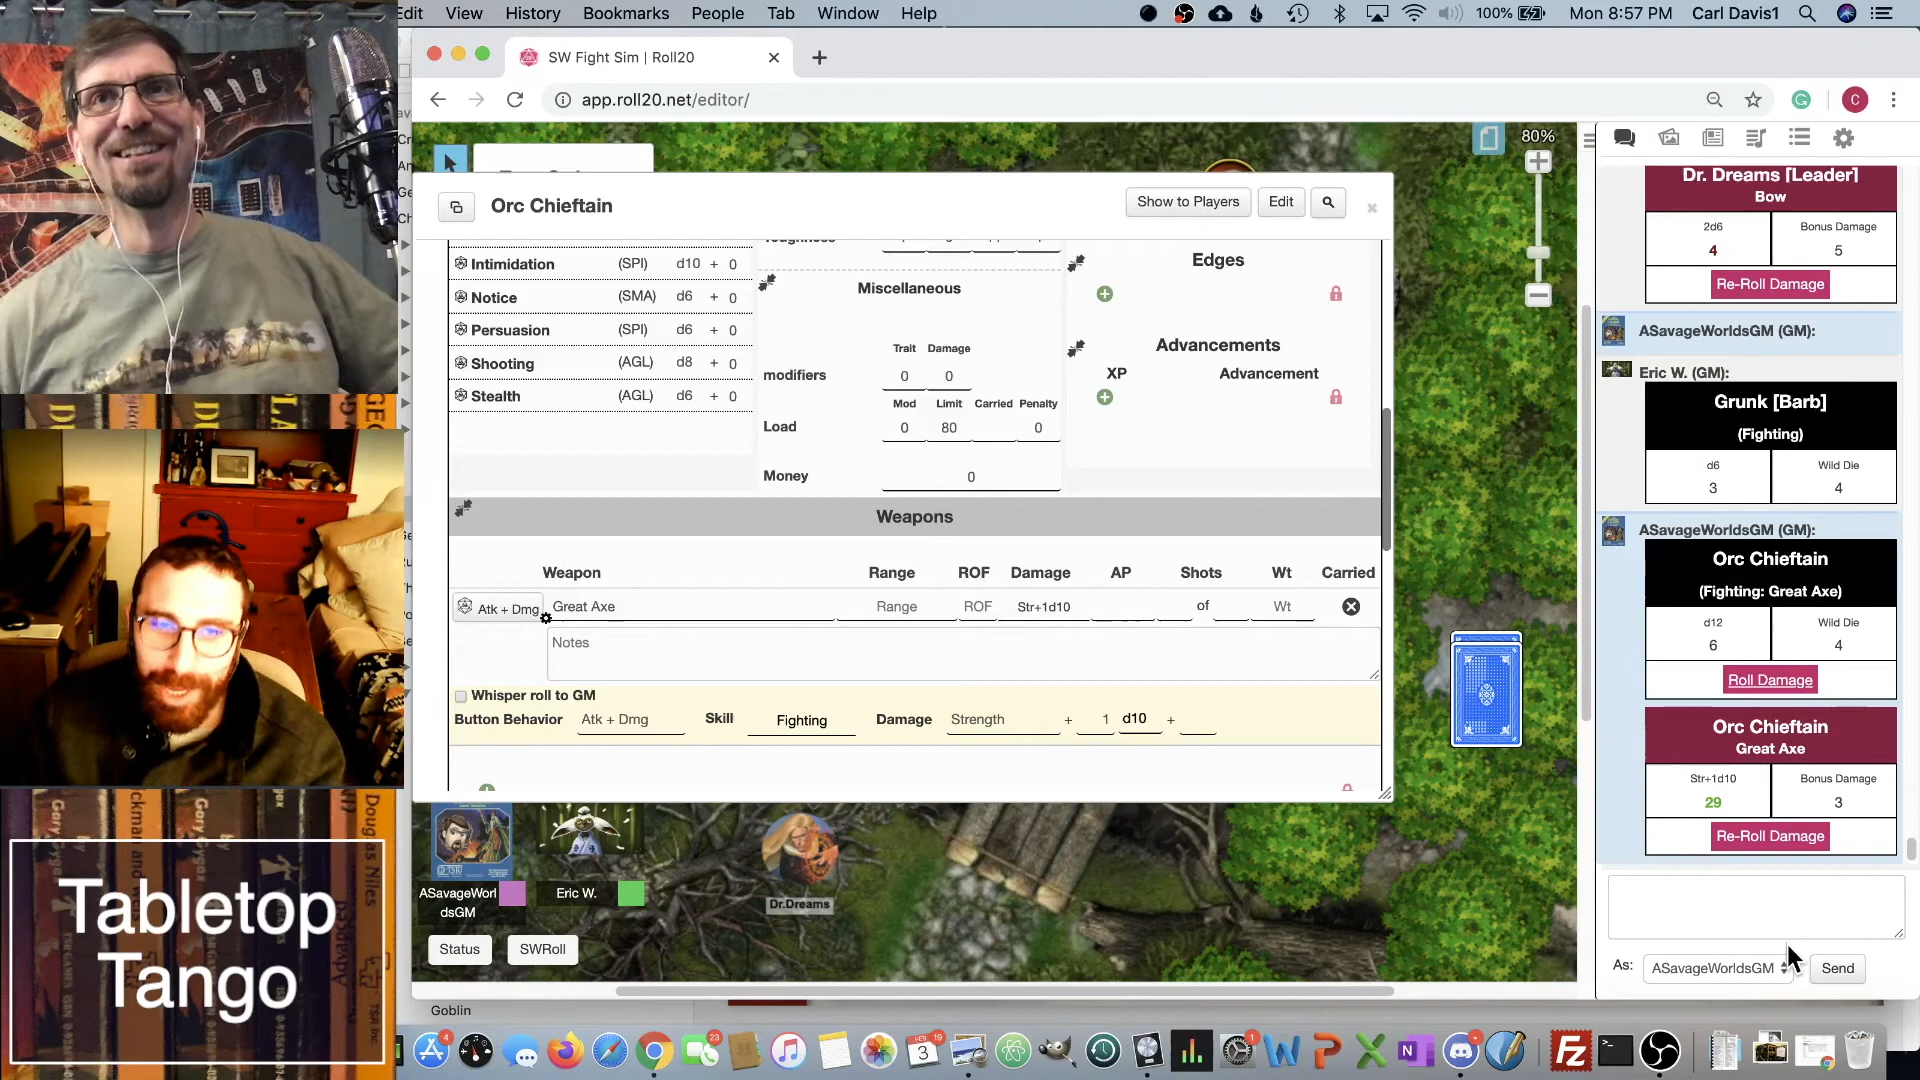 Edit View History Bookmarks People Tab Window Help
100% Mon 8:57 PM Carl Davis1
SW Fight Sim | Roll20
app.roll20.net/editor/
C
80%
Orc Chieftain
Show to Players Edit
Intimidation (SPI) d10 + 0
Notice (SMA) d6 + 0
Persuasion (SPI) d6 + 0
Shooting (AGL) d8 + 0
Stealth (AGL) d6 + 0
Miscellaneous
Trait Damage
modifiers 0 0
Mod Limit Carried Penalty
Load 0 80 0
Money 0
Edges
Advancements
XP Advancement
Weapons
Weapon Range ROF Damage AP Shots Wt Carried
Atk + Dmg Great Axe Range ROF Str+1d10 of Wt
Notes
Whisper roll to GM
Button Behavior Atk + Dmg Skill Fighting Damage Strength + 1 d10 +
ASavageWorl
dsGM
Eric W.
Dr.Dreams
Status SWRoll
Goblin
Dr. Dreams [Leader]
Bow
2d6 Bonus Damage
4 5
Re-Roll Damage
ASavageWorldsGM (GM):
Eric W. (GM):
Grunk [Barb]
(Fighting)
d6 Wild Die
3 4
ASavageWorldsGM (GM):
Orc Chieftain
(Fighting: Great Axe)
d12 Wild Die
6 4
Roll Damage
Orc Chieftain
Great Axe
Str+1d10 Bonus Damage
29 3
Re-Roll Damage
As: ASavageWorldsGM Send
Tabletop
Tango